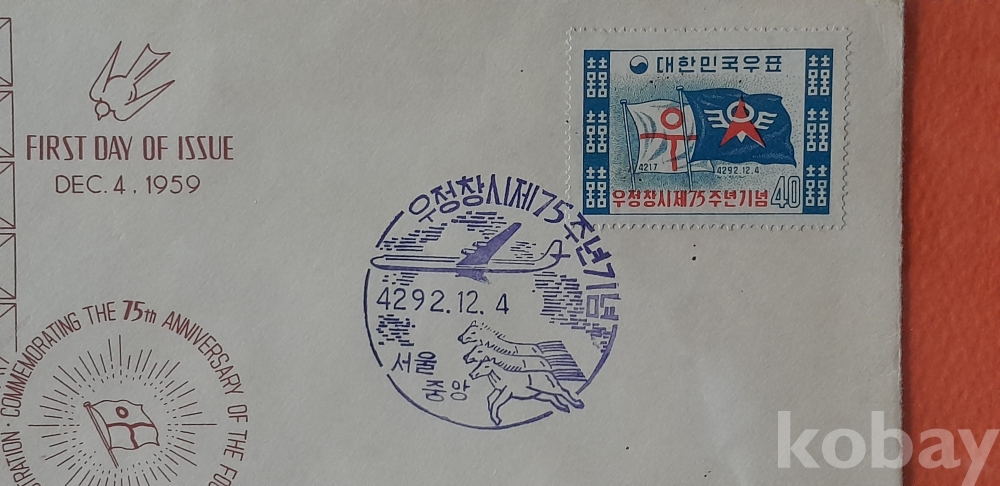 FIRST DAY OF ISSUE
DEC. 4, 1959
대한민국우표
4217
4292.12.4
우정창시제75주년기념 40
우정창시제75주년기념
4292.12.4
서울
중앙
COMMEMORATING THE 75th ANNIVERSARY OF THE
kobay